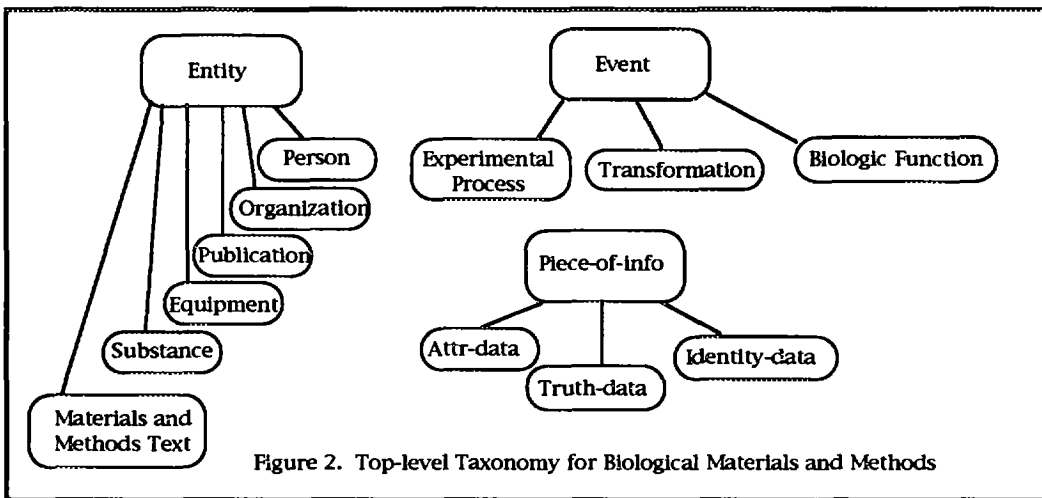 Entity
Person
Organization
Publication
Equipment
Substance
Materials and
Methods Text
Event
Experimental
Process
Transformation
Biologic Function
Piece-of-info
Attr-data
Truth-data
Identity-data
Figure 2. Top-level Taxonomy for Biological Materials and Methods